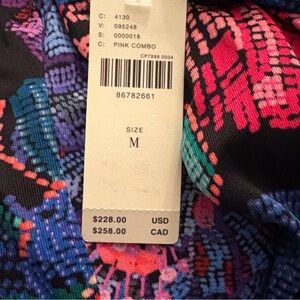 C: 4130
V: 095248
S: 0000018
C: PINK COMBO
CP7899 0004
86782661
SIZE
M
$228.00 USD
$258.00 CAD